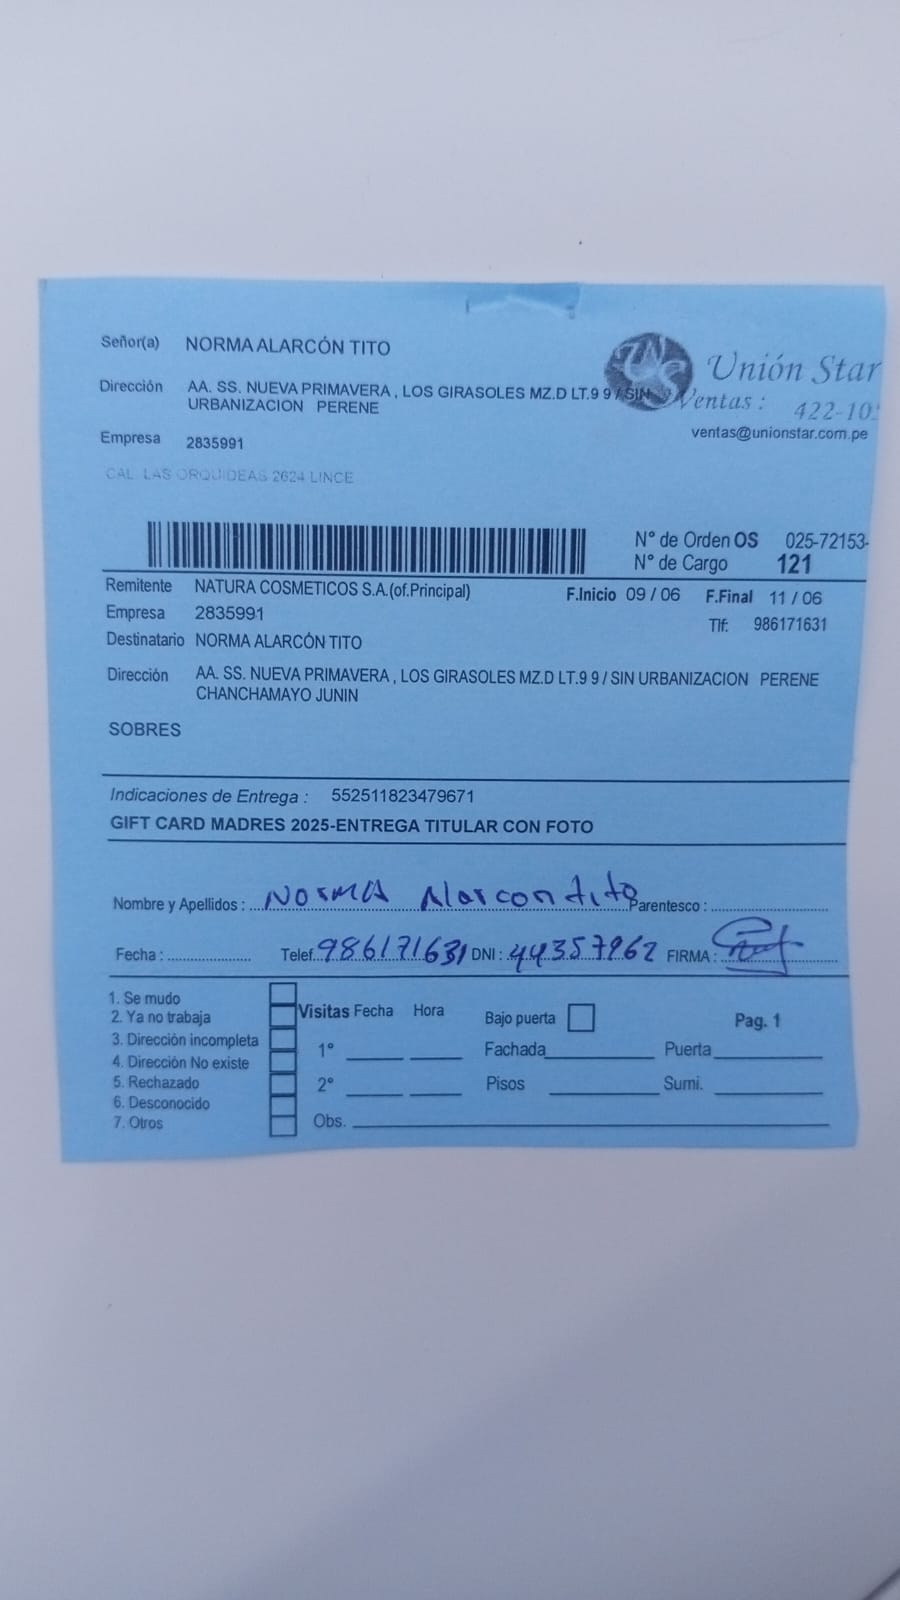 Señor(a) NORMA ALARCÓN TITO
Unión Star
Dirección AA. SS. NUEVA PRIMAVERA , LOS GIRASOLES MZ.D LT.9 9 / SIN
URBANIZACION PERENE
Ventas : 422-10
ventas@unionstar.com.pe
Empresa 2835991
CAL. LAS ORQUIDEAS 2624 LINCE
N° de Orden OS 025-72153-
N° de Cargo 121
Remitente NATURA COSMETICOS S.A.(of.Principal) F.Inicio 09 / 06 F.Final 11 / 06
Empresa 2835991 Tlf: 986171631
Destinatario NORMA ALARCÓN TITO
Dirección AA. SS. NUEVA PRIMAVERA , LOS GIRASOLES MZ.D LT.9 9 / SIN URBANIZACION PERENE
CHANCHAMAYO JUNIN
SOBRES
Indicaciones de Entrega : 552511823479671
GIFT CARD MADRES 2025-ENTREGA TITULAR CON FOTO
Nombre y Apellidos : NORMA Alarcon tito Parentesco :
Fecha : Telef. 986171631 DNI : 44357962 FIRMA :
1. Se mudo
2. Ya no trabaja
3. Dirección incompleta
4. Dirección No existe
5. Rechazado
6. Desconocido
7. Otros
Visitas Fecha Hora
1°
2°
Obs.
Bajo puerta
Fachada
Pisos
Pag. 1
Puerta
Sumi.